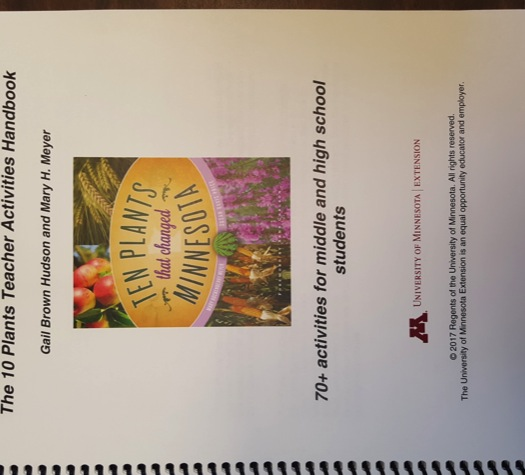 The 10 Plants Teacher Activities Handbook
Gail Brown Hudson and Mary H. Meyer
TEN PLANTS
that changed
MINNESOTA
70+ activities for middle and high school
students
UNIVERSITY OF MINNESOTA | EXTENSION
© 2017 Regents of the University of Minnesota. All rights reserved.
The University of Minnesota Extension is an equal opportunity educator and employer.